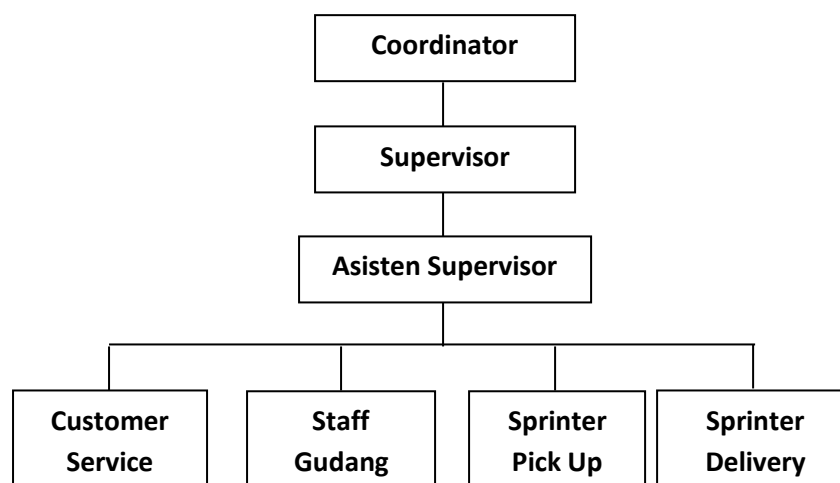 Coordinator
Supervisor
Asisten Supervisor
Customer
Service
Staff
Gudang
Sprinter
Pick Up
Sprinter
Delivery